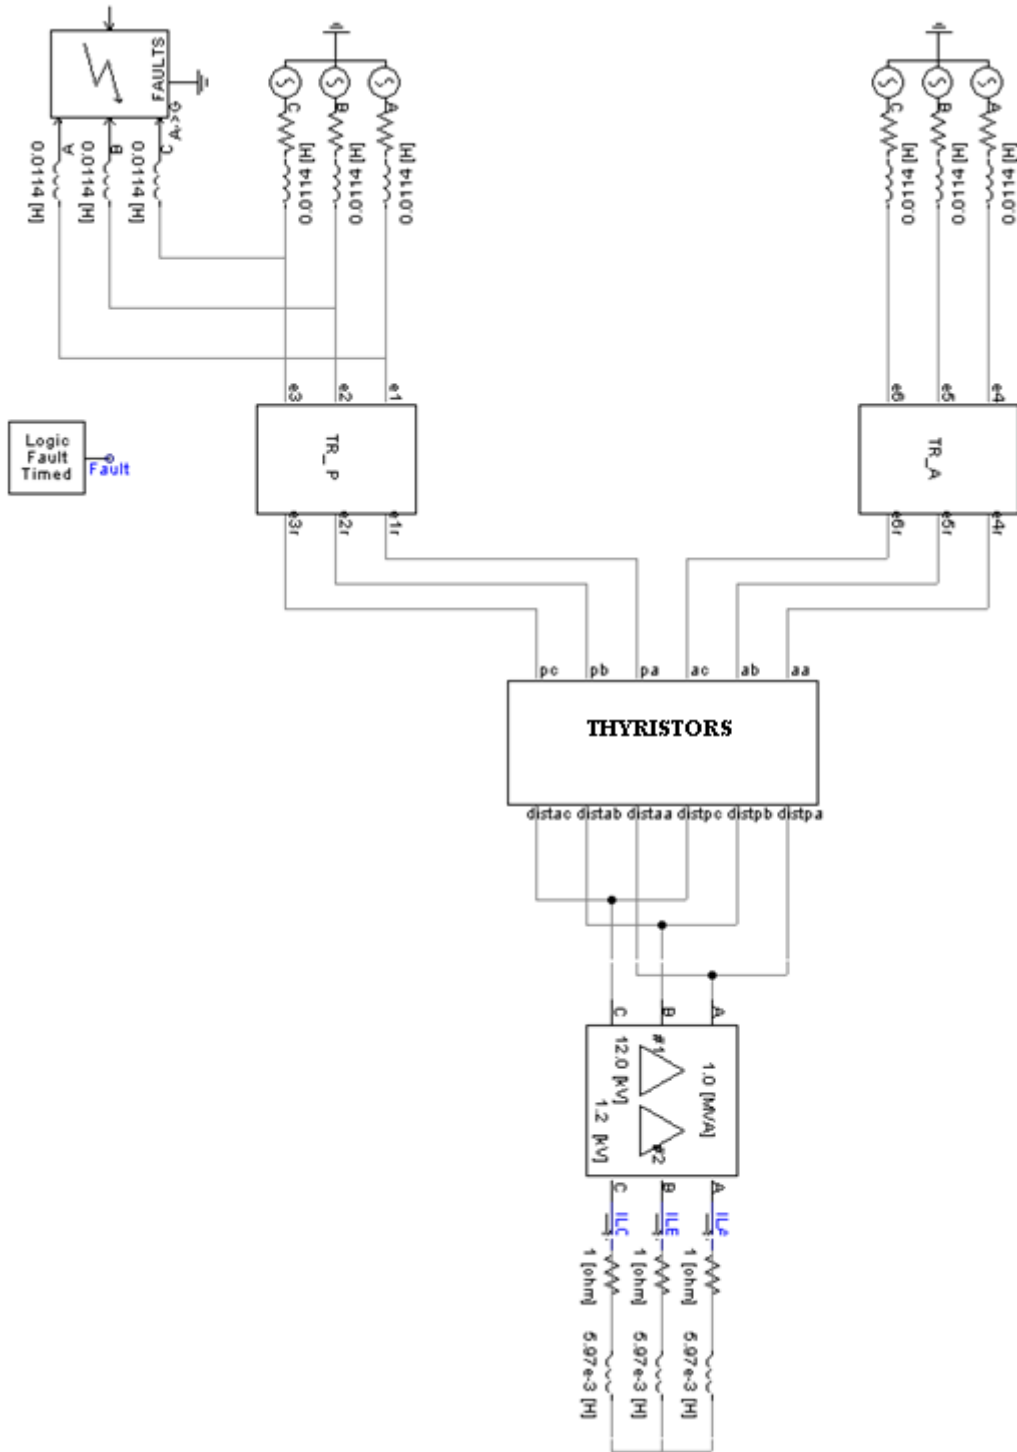 FAULTS
A->G
A
B
C
0.0114 [H]
0.0114 [H]
0.0114 [H]
C
B
A
0.0114 [H]
0.0114 [H]
0.0114 [H]
C
B
A
0.0114 [H]
0.0114 [H]
0.0114 [H]
e3
e2
e1
TR_P
e3r
e2r
e1r
e6
e5
e4
TR_A
e6r
e5r
e4r
Logic
Fault
Timed
Fault
pc pb pa ac ab aa
THYRISTORS
distac distab distaa distpc distpb distpa
C
B
A
#1
12.0 [kV]
1.0 [MVA]
1.2 [kV]
#2
C
B
A
1 [ohm]
1 [ohm]
1 [ohm]
5.97e-3 [H]
5.97e-3 [H]
5.97e-3 [H]